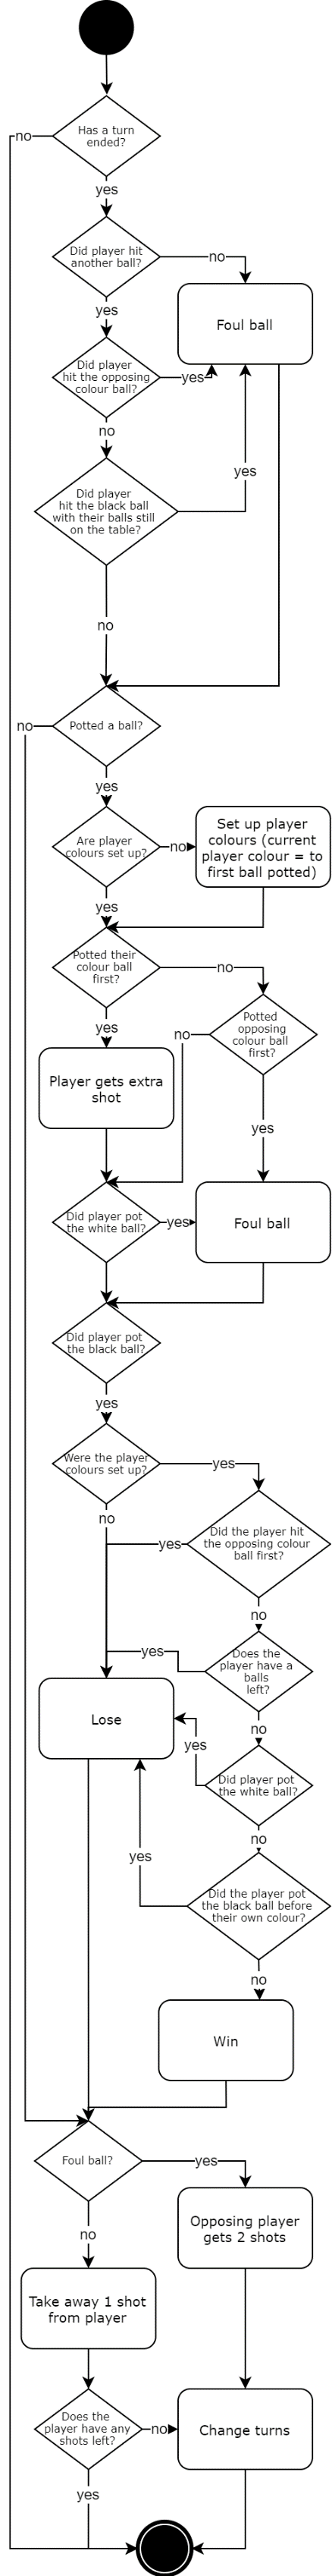 Has a turn
ended?
no
yes
Did player hit
another ball?
no
Foul ball
yes
Did player
hit the opposing
colour ball?
yes
no
Did player
hit the black ball
with their balls still
on the table?
yes
no
Potted a ball?
no
yes
Are player
colours set up?
no
Set up player
colours (current
player colour = to
first ball potted)
yes
Potted their
colour ball
first?
no
Potted
opposing
colour ball
first?
no
yes
Player gets extra
shot
yes
Did player pot
the white ball?
yes
Foul ball
Did player pot
the black ball?
yes
Were the player
colours set up?
yes
no
Did the player hit
the opposing colour
ball first?
yes
no
Does the
player have a
balls
left?
yes
no
Lose
Did player pot
the white ball?
yes
no
Did the player pot
the black ball before
their own colour?
yes
no
Win
Foul ball?
yes
Opposing player
gets 2 shots
no
Take away 1 shot
from player
Does the
player have any
shots left?
no
Change turns
yes